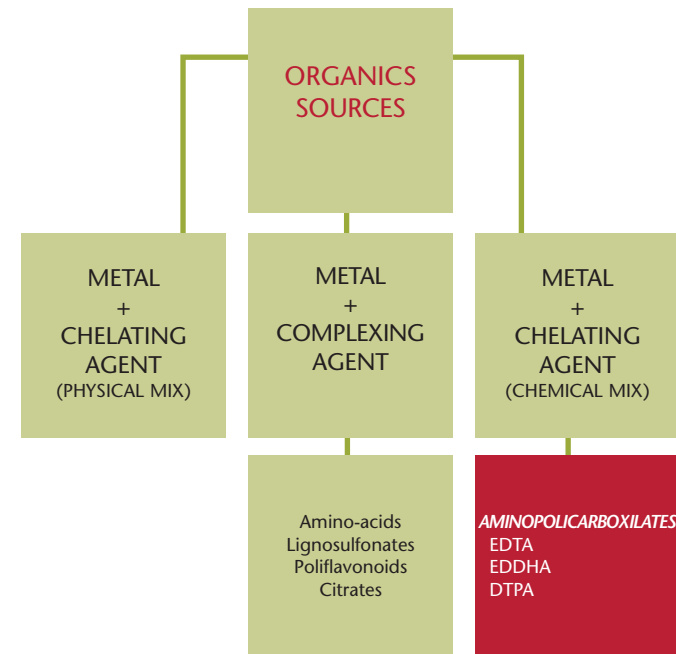 ORGANICS
SOURCES
METAL
+
CHELATING
AGENT
(PHYSICAL MIX)
METAL
+
COMPLEXING
AGENT
METAL
+
CHELATING
AGENT
(CHEMICAL MIX)
Amino-acids
Lignosulfonates
Poliflavonoids
Citrates
AMINOPOLICARBOXILATES
EDTA
EDDHA
DTPA